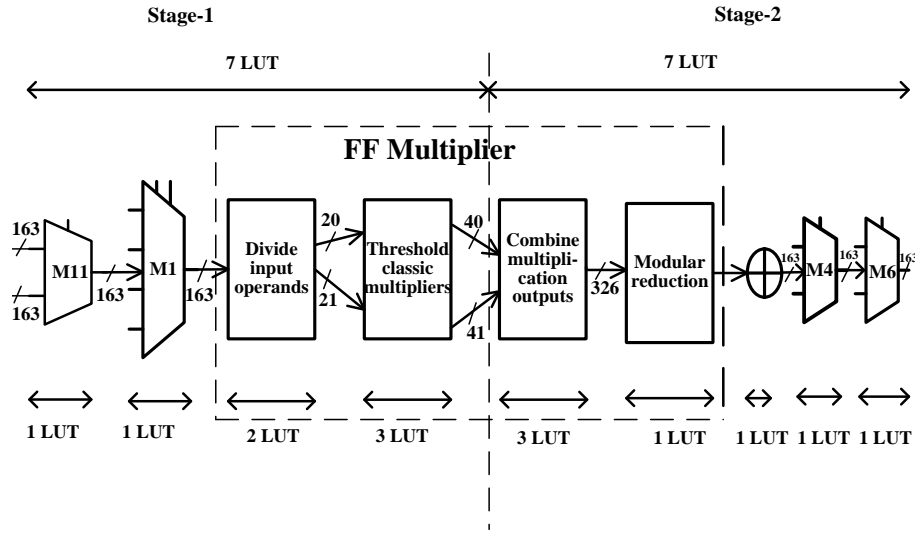 Stage-1
Stage-2
7 LUT
7 LUT
FF Multiplier
163
M11
163
163
M1
163
Divide
input
operands
20
21
Threshold
classic
multipliers
40
41
Combine
multipli-
cation
outputs
326
Modular
reduction
163
M4
163
M6
163
1 LUT
1 LUT
2 LUT
3 LUT
3 LUT
1 LUT
1 LUT
1 LUT
1 LUT